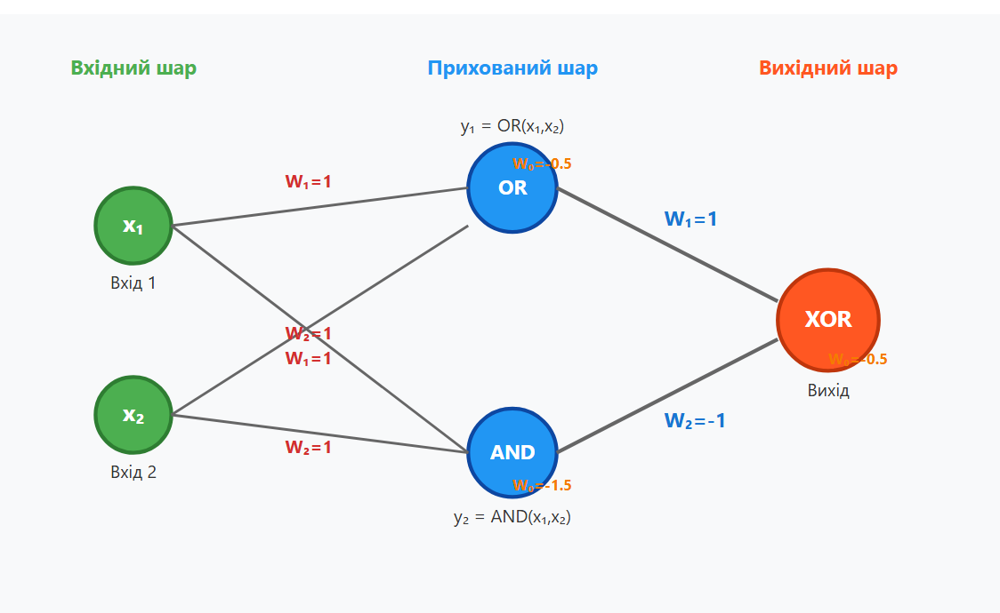 Вхідний шар
Прихований шар
Вихідний шар
y₁ = OR(x₁,x₂)
W₀=-0.5
OR
W₁=1
x₁
Вхід 1
W₁=1
W₂=1
W₁=1
XOR
W₀=-0.5
Вихід
x₂
Вхід 2
W₂=1
W₂=-1
AND
W₀=-1.5
y₂ = AND(x₁,x₂)